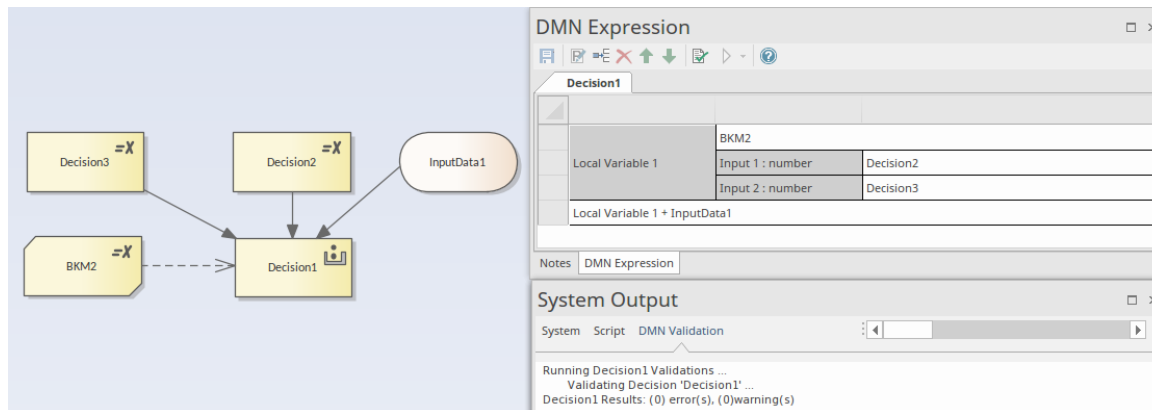 Decision3
=X
Decision2
=X
InputData1
BKM2
=X
Decision1
DMN Expression
Decision1
BKM2
Local Variable 1
Input 1 : number
Decision2
Input 2 : number
Decision3
Local Variable 1 + InputData1
Notes
DMN Expression
System Output
System
Script
DMN Validation
Running Decision1 Validations ...
Validating Decision 'Decision1' ...
Decision1 Results: (0) error(s), (0)warning(s)